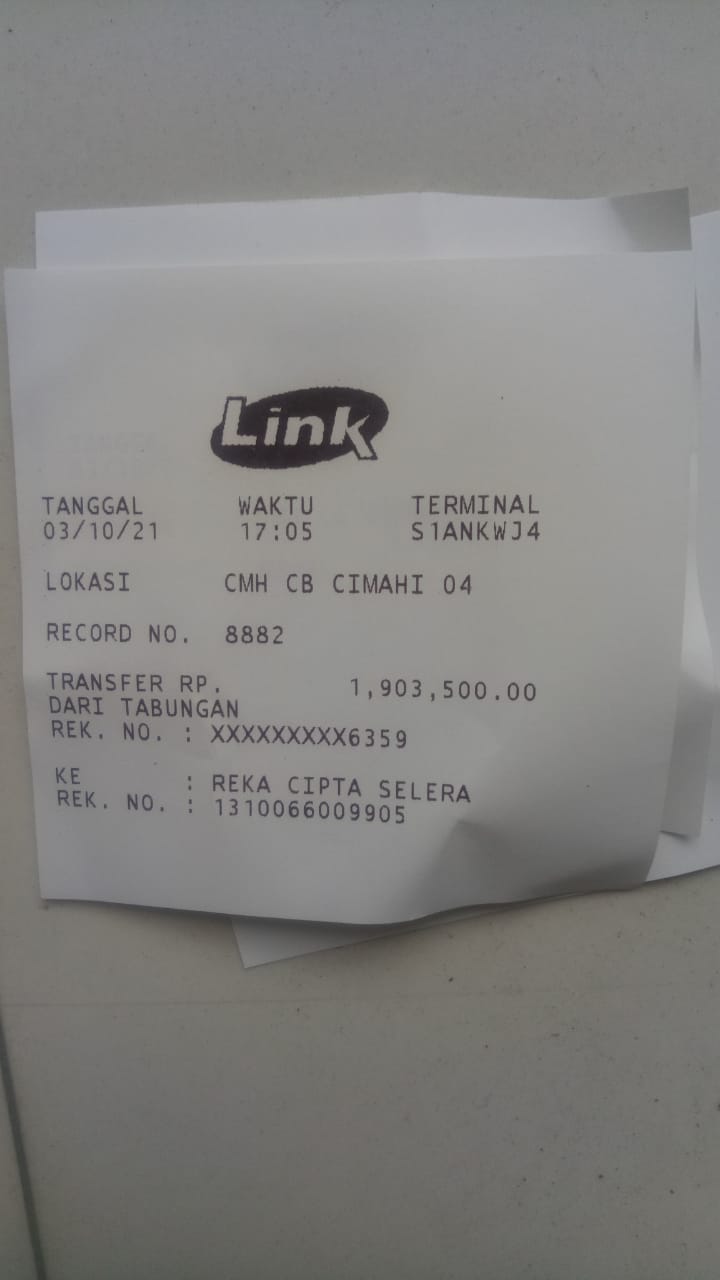 Link
TANGGAL WAKTU TERMINAL
03/10/21 17:05 S1ANKWJ4
LOKASI CMH CB CIMAHI 04
RECORD NO. 8882
TRANSFER RP. 1,903,500.00
DARI TABUNGAN
REK. NO. : XXXXXXXXX6359
KE : REKA CIPTA SELERA
REK. NO. : 1310066009905